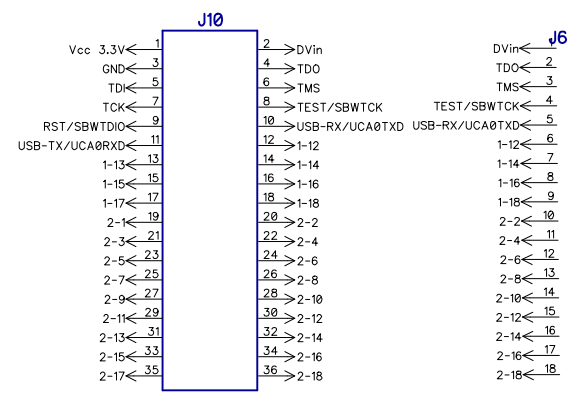 J10
J6
Vcc 3.3V 1 2 DVin DVin
GND 3 4 TDO TDO 2
TDI 5 6 TMS TMS 3
TCK 7 8 TEST/SBWTCK TEST/SBWTCK 4
RST/SBWTDIO 9 10 USB-RX/UCA0TXD USB-RX/UCA0TXD 5
USB-TX/UCA0RXD 11 12 1-12 1-12 6
1-13 13 14 1-14 1-14 7
1-15 15 16 1-16 1-16 8
1-17 17 18 1-18 1-18 9
2-1 19 20 2-2 2-2 10
2-3 21 22 2-4 2-4 11
2-5 23 24 2-6 2-6 12
2-7 25 26 2-8 2-8 13
2-9 27 28 2-10 2-10 14
2-11 29 30 2-12 2-12 15
2-13 31 32 2-14 2-14 16
2-15 33 34 2-16 2-16 17
2-17 35 36 2-18 2-18 18